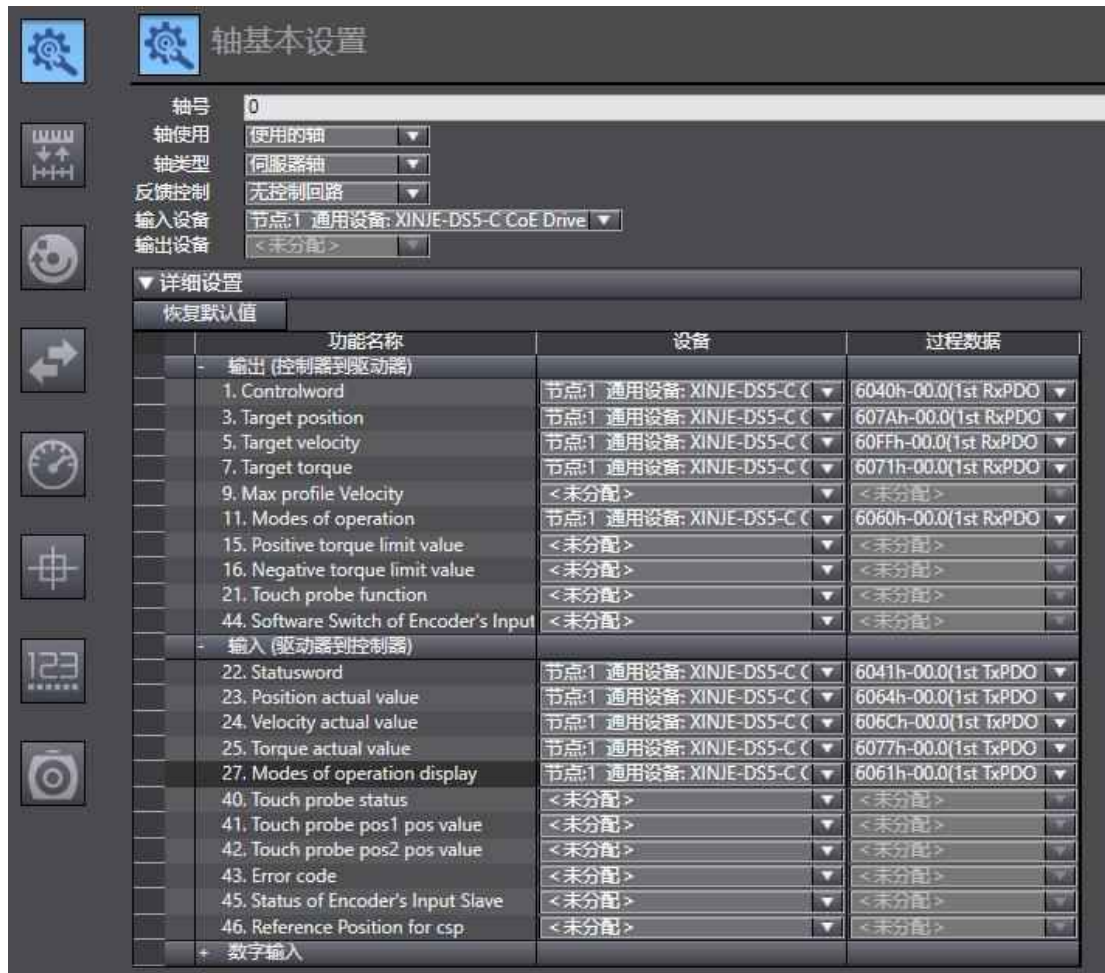 轴基本设置
轴号 0
轴使用 使用的轴
轴类型 伺服器轴
反馈控制 无控制回路
输入设备 节点:1 通用设备: XINJE-DS5-C CoE Drive
输出设备 <未分配>
详细设置
恢复默认值
功能名称 设备 过程数据
- 输出 (控制器到驱动器)
1. Controlword 节点:1 通用设备: XINJE-DS5-C ( 6040h-00.0(1st RxPDO
3. Target position 节点:1 通用设备: XINJE-DS5-C ( 607Ah-00.0(1st RxPDO
5. Target velocity 节点:1 通用设备: XINJE-DS5-C ( 60FFh-00.0(1st RxPDO
7. Target torque 节点:1 通用设备: XINJE-DS5-C ( 6071h-00.0(1st RxPDO
9. Max profile Velocity <未分配> <未分配>
11. Modes of operation 节点:1 通用设备: XINJE-DS5-C ( 6060h-00.0(1st RxPDO
15. Positive torque limit value <未分配> <未分配>
16. Negative torque limit value <未分配> <未分配>
21. Touch probe function <未分配> <未分配>
44. Software Switch of Encoder's Input <未分配> <未分配>
- 输入 (驱动器到控制器)
22. Statusword 节点:1 通用设备: XINJE-DS5-C ( 6041h-00.0(1st TxPDO
23. Position actual value 节点:1 通用设备: XINJE-DS5-C ( 6064h-00.0(1st TxPDO
24. Velocity actual value 节点:1 通用设备: XINJE-DS5-C ( 606Ch-00.0(1st TxPDO
25. Torque actual value 节点:1 通用设备: XINJE-DS5-C ( 6077h-00.0(1st TxPDO
27. Modes of operation display 节点:1 通用设备: XINJE-DS5-C ( 6061h-00.0(1st TxPDO
40. Touch probe status <未分配> <未分配>
41. Touch probe pos1 pos value <未分配> <未分配>
42. Touch probe pos2 pos value <未分配> <未分配>
43. Error code <未分配> <未分配>
45. Status of Encoder's Input Slave <未分配> <未分配>
46. Reference Position for csp <未分配> <未分配>
+ 数字输入
123